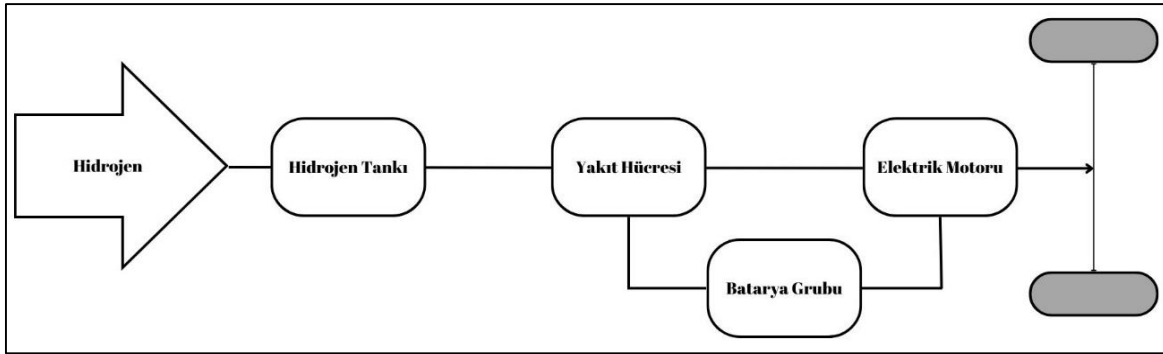 Hidrojen
Hidrojen Tankı
Yakıt Hücresi
Elektrik Motoru
Batarya Grubu